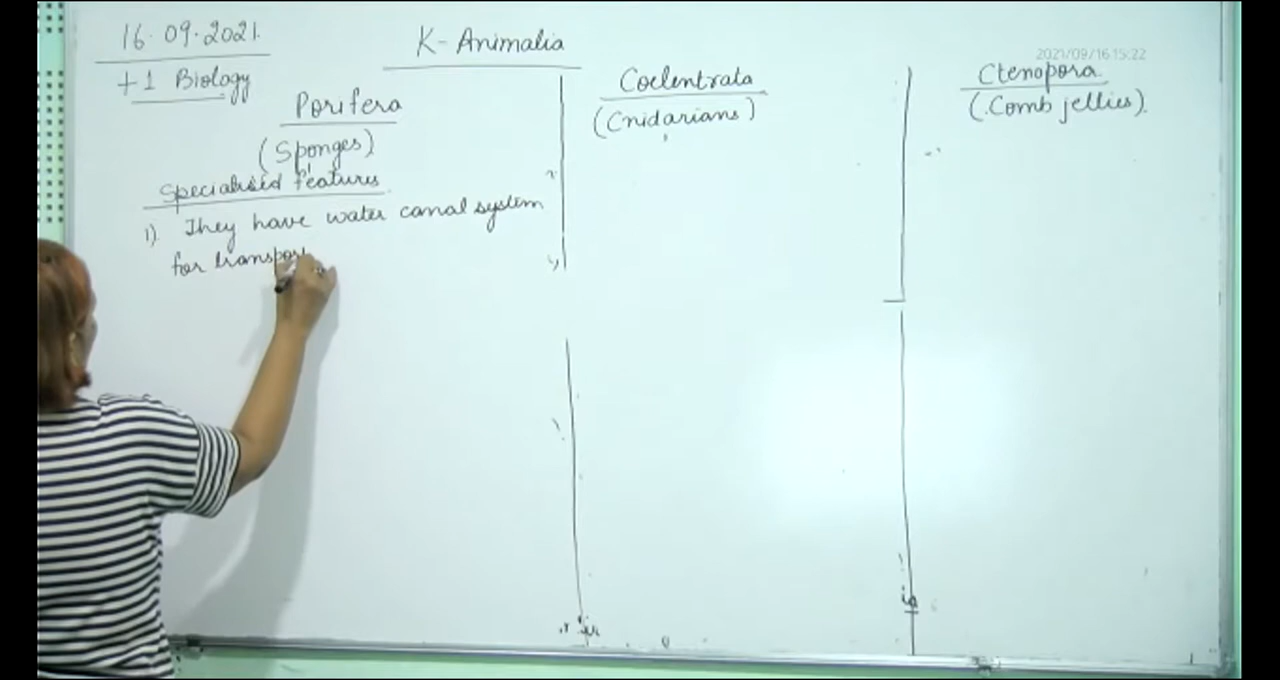 16.09.2021.
+1 Biology
K- Animalia
Porifera
(Sponges)
Specialised features
1). They have water canal system
for transpor
Coelentrata
(Cnidarians)
2021/09/16 15:22
Ctenopora.
(Comb jellies).